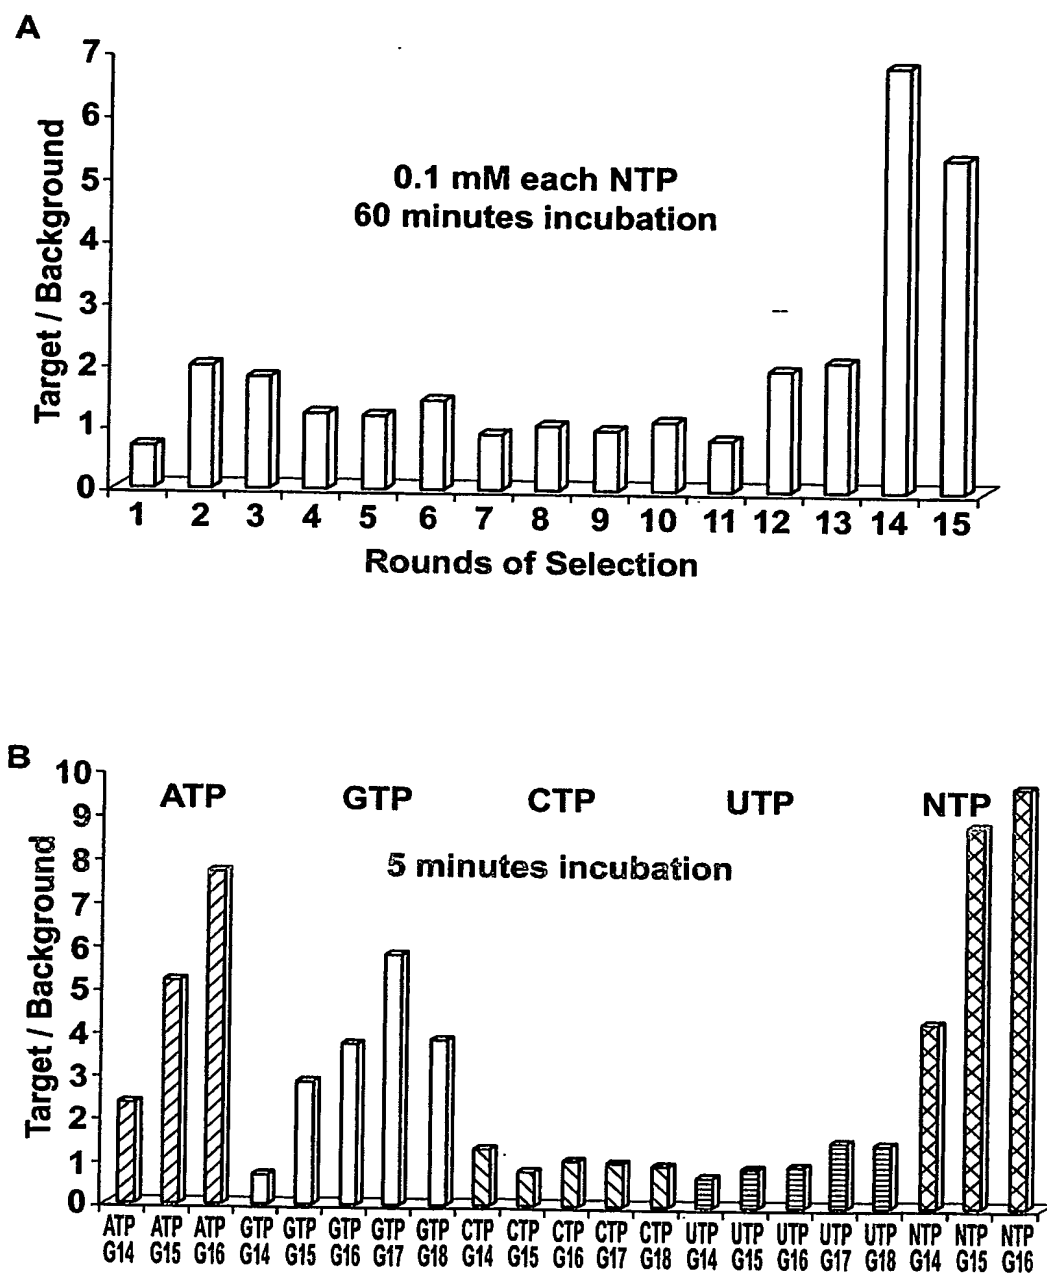 A
7
6
5
4
3
2
1
0
Target / Background
0.1 mM each NTP
60 minutes incubation
1 2 3 4 5 6 7 8 9 10 11 12 13 14 15
Rounds of Selection
B
10
9
8
7
6
5
4
3
2
1
0
Target / Background
ATP GTP CTP UTP NTP
5 minutes incubation
ATP ATP ATP GTP GTP GTP GTP GTP CTP CTP CTP CTP CTP UTP UTP UTP UTP UTP NTP NTP NTP
G14 G15 G16 G14 G15 G16 G17 G18 G14 G15 G16 G17 G18 G14 G15 G16 G17 G18 G14 G15 G16